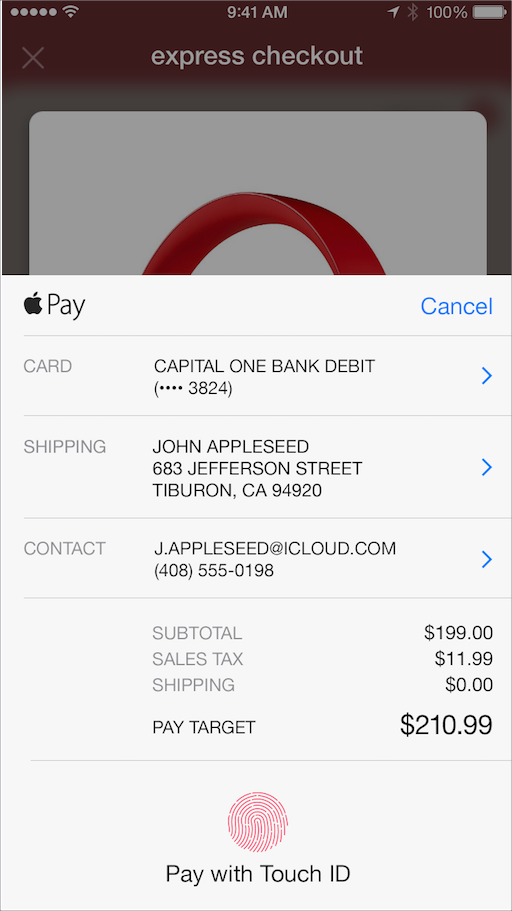 9:41 AM
100%
express checkout
Pay
Cancel
CARD
CAPITAL ONE BANK DEBIT
(•••• 3824)
SHIPPING
JOHN APPLESEED
683 JEFFERSON STREET
TIBURON, CA 94920
CONTACT
J.APPLESEED@ICLOUD.COM
(408) 555-0198
SUBTOTAL $199.00
SALES TAX $11.99
SHIPPING $0.00
PAY TARGET $210.99
Pay with Touch ID